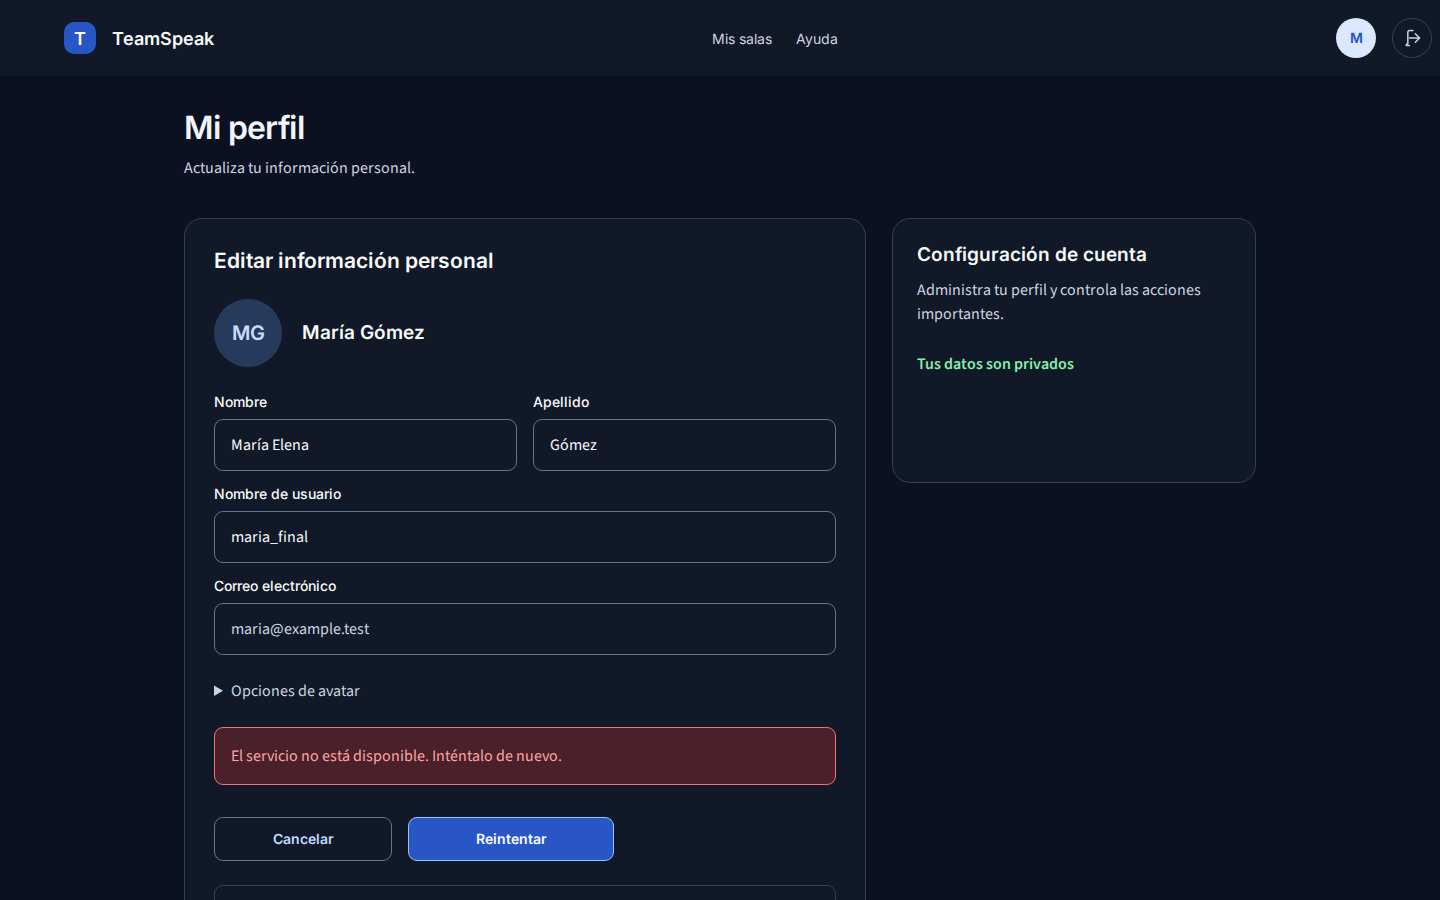 T TeamSpeak
Mis salas Ayuda
M
Mi perfil
Actualiza tu información personal.
Editar información personal
MG María Gómez
Nombre
María Elena
Apellido
Gómez
Nombre de usuario
maria_final
Correo electrónico
maria@example.test
Opciones de avatar
El servicio no está disponible. Inténtalo de nuevo.
Cancelar Reintentar
Configuración de cuenta
Administra tu perfil y controla las acciones
importantes.
Tus datos son privados